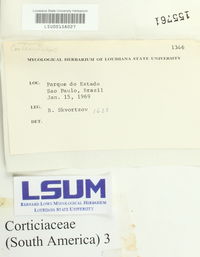 Louisiana State University Herbarium
155761
1366
MYCOLOGICAL HERBARIUM OF LOUISIANA STATE UNIVERSITY
LOC: Parque do Estado
Sao Paulo, Brazil
Jan. 15, 1969
LEG: B. Skvortzov
DET:
LSUM
BERNARD LOWY MYCOLOGICAL HERBARIUM
LOUISIANA STATE UNIVERSITY
Corticiaceae
(South America) 3